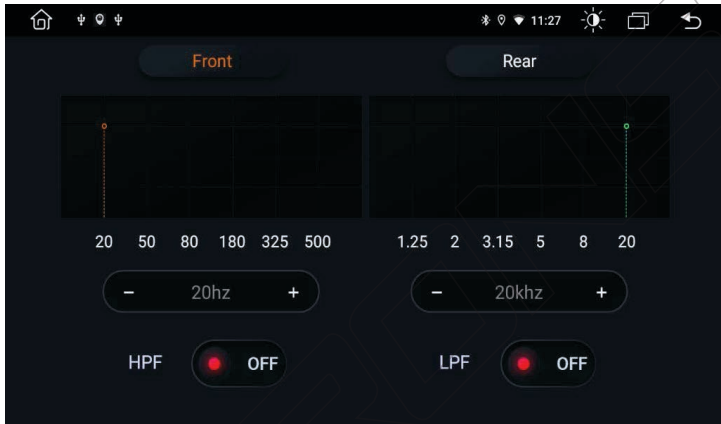 11:27
Front Rear
20 50 80 180 325 500 1.25 2 3.15 5 8 20
− 20hz + − 20khz +
HPF OFF LPF OFF